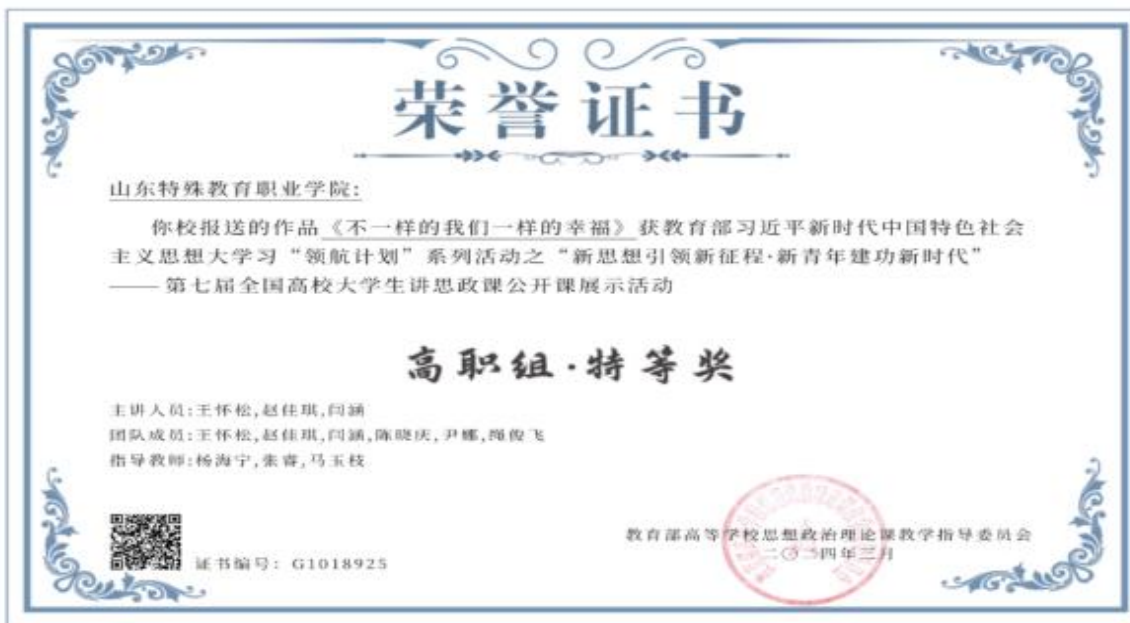 荣誉证书
山东特殊教育职业学院:
你校报送的作品《不一样的我们一样的幸福》获教育部习近平新时代中国特色社会
主义思想大学习“领航计划”系列活动之“新思想引领新征程·新青年建功新时代”
——第七届全国高校大学生讲思政课公开课展示活动
高职组·特等奖
主讲人员:王怀松,赵佳琪,闫涵
团队成员:王怀松,赵佳琪,闫涵,陈晓庆,尹娜,绳俊飞
指导教师:杨海宁,张睿,马玉枝
教育部高等学校思想政治理论课教学指导委员会
二〇二四年三月
证书编号: G1018925